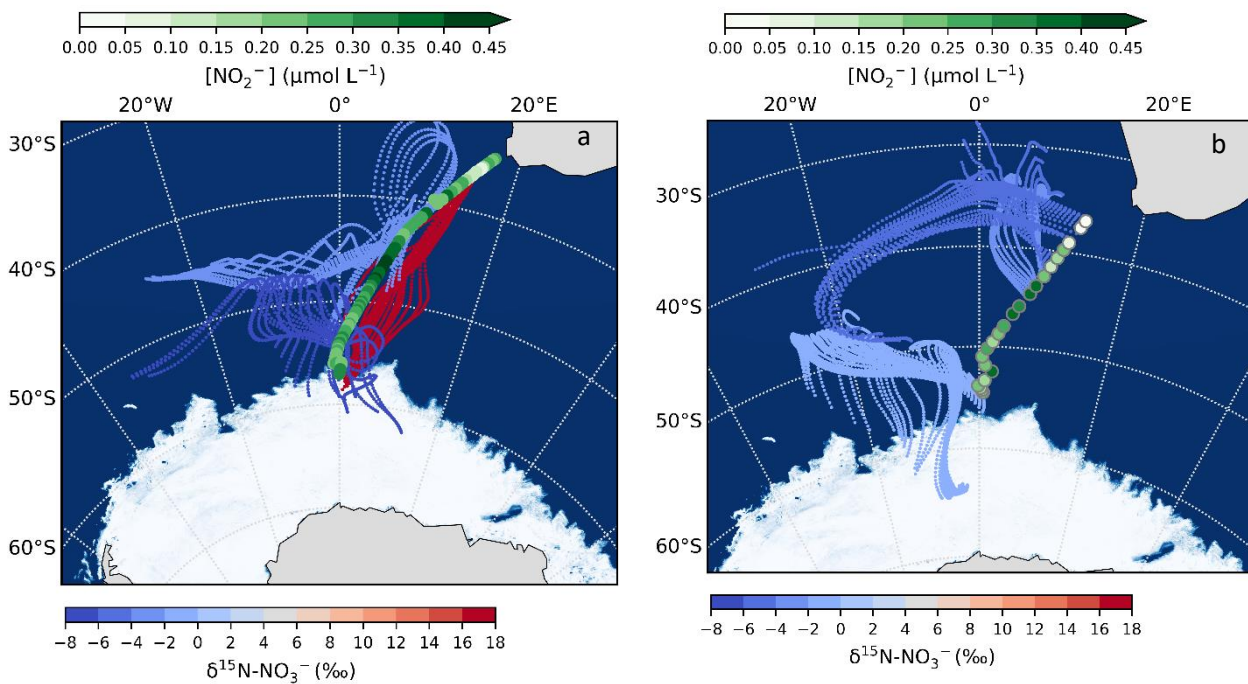 0.00 0.05 0.10 0.15 0.20 0.25 0.30 0.35 0.40 0.45
[NO₂⁻] (μmol L⁻¹)
20°W 0° 20°E
a
30°S
40°S
50°S
60°S
−8 −6 −4 −2 0 2 4 6 8 10 12 14 16 18
δ¹⁵N-NO₃⁻ (‰)
0.00 0.05 0.10 0.15 0.20 0.25 0.30 0.35 0.40 0.45
[NO₂⁻] (μmol L⁻¹)
20°W 0° 20°E
b
30°S
40°S
50°S
60°S
−8 −6 −4 −2 0 2 4 6 8 10 12 14 16 18
δ¹⁵N-NO₃⁻ (‰)